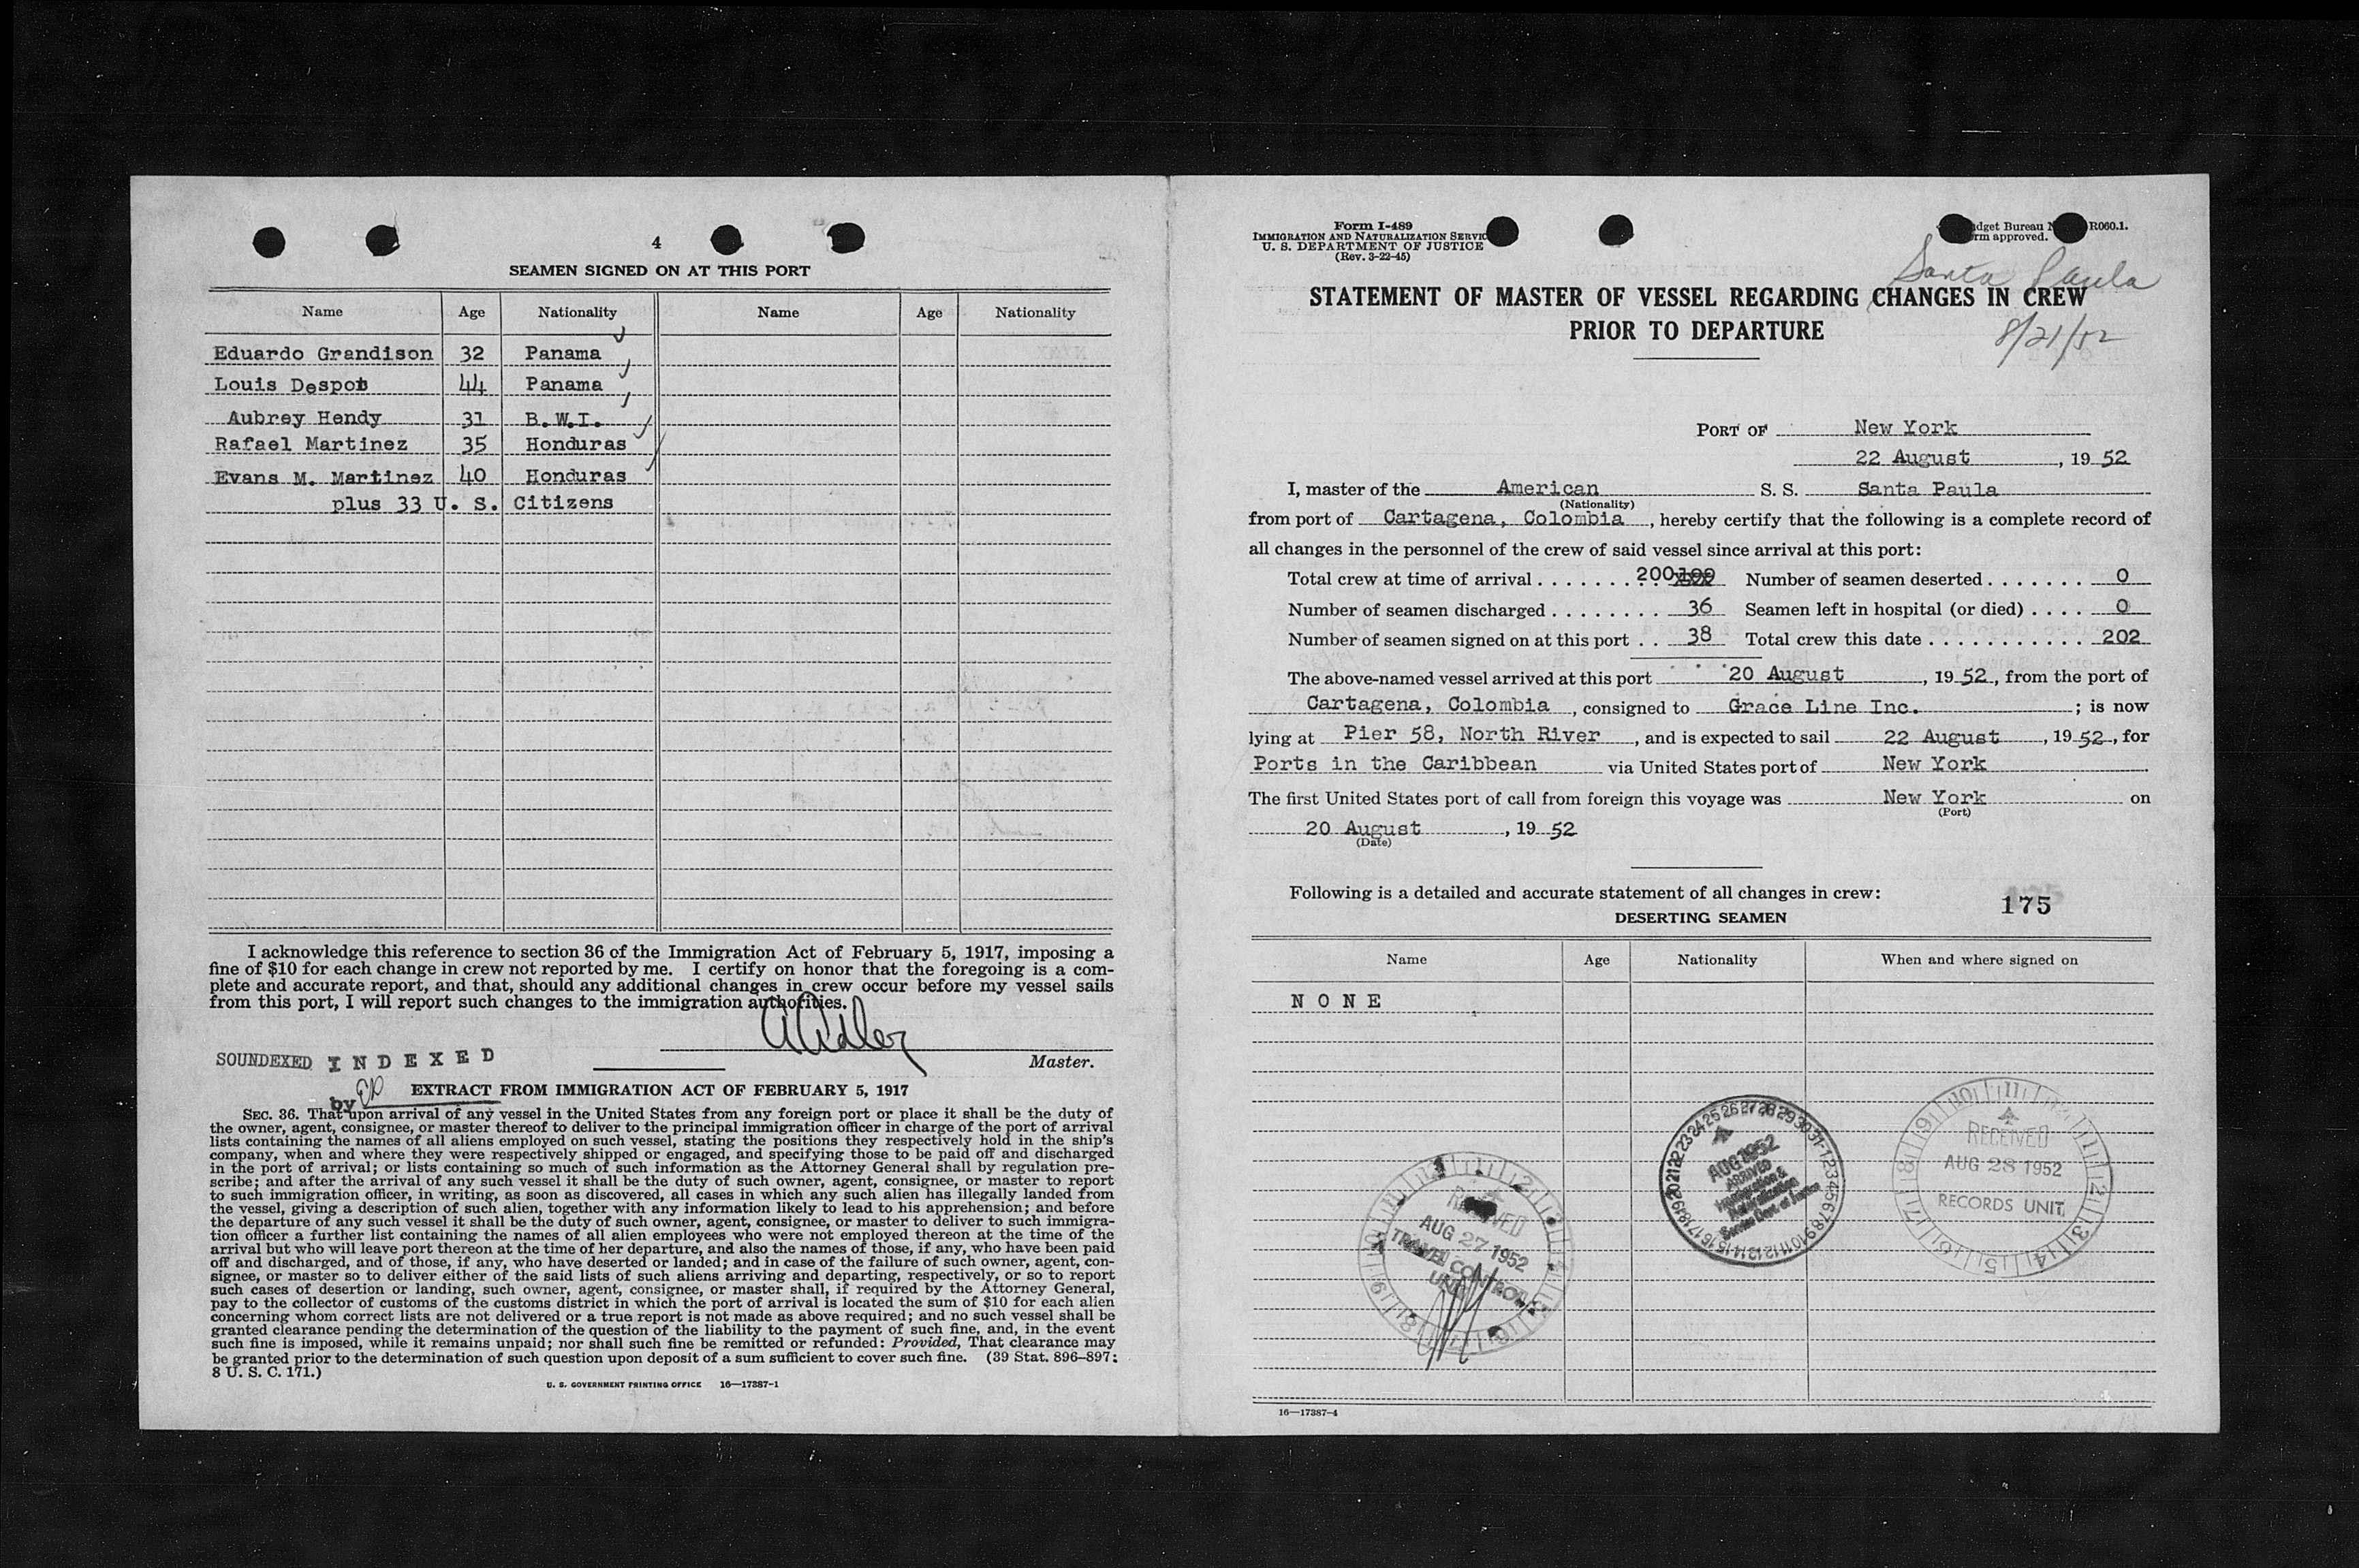 4
SEAMEN SIGNED ON AT THIS PORT
Name Age Nationality Name Age Nationality
Eduardo Grandison 32 Panama
Louis Despot 44 Panama
Aubrey Hendy 31 B.W.I.
Rafael Martinez 35 Honduras
Evans M. Martinez 40 Honduras
plus 33 U. S. Citizens
I acknowledge this reference to section 36 of the Immigration Act of February 5, 1917, imposing a
fine of $10 for each change in crew not reported by me. I certify on honor that the foregoing is a com-
plete and accurate report, and that, should any additional changes in crew occur before my vessel sails
from this port, I will report such changes to the immigration authorities.
SOUNDEXED INDEXED
Master.
by
EXTRACT FROM IMMIGRATION ACT OF FEBRUARY 5, 1917
SEC. 36. That upon arrival of any vessel in the United States from any foreign port or place it shall be the duty of
the owner, agent, consignee, or master thereof to deliver to the principal immigration officer in charge of the port of arrival
lists containing the names of all aliens employed on such vessel, stating the positions they respectively hold in the ship's
company, when and where they were respectively shipped or engaged, and specifying those to be paid off and discharged
in the port of arrival; or lists containing so much of such information as the Attorney General shall by regulation pre-
scribe; and after the arrival of any such vessel it shall be the duty of such owner, agent, consignee, or master to report
to such immigration officer, in writing, as soon as discovered, all cases in which any such alien has illegally landed from
the vessel, giving a description of such alien, together with any information likely to lead to his apprehension; and before
the departure of any such vessel it shall be the duty of such owner, agent, consignee, or master to deliver to such immigra-
tion officer a further list containing the names of all alien employees who were not employed thereon at the time of the
arrival but who will leave port thereon at the time of her departure, and also the names of those, if any, who have been paid
off and discharged, and of those, if any, who have deserted or landed; and in case of the failure of such owner, agent, con-
signee, or master so to deliver either of the said lists of such aliens arriving and departing, respectively, or so to report
such cases of desertion or landing, such owner, agent, consignee, or master shall, if required by the Attorney General,
pay to the collector of customs of the customs district in which the port of arrival is located the sum of $10 for each alien
concerning whom correct lists are not delivered or a true report is not made as above required; and no such vessel shall be
granted clearance pending the determination of the question of the liability to the payment of such fine, and, in the event
such fine is imposed, while it remains unpaid; nor shall such fine be remitted or refunded: Provided, That clearance may
be granted prior to the determination of such question upon deposit of a sum sufficient to cover such fine. (39 Stat. 896–897;
8 U. S. C. 171.)
U. S. GOVERNMENT PRINTING OFFICE 16—17387-1
Form I-489
IMMIGRATION AND NATURALIZATION SERVIC
U. S. DEPARTMENT OF JUSTICE
(Rev. 3-22-45)
dget Bureau N R060.1.
rm approved.
Santa Paula
STATEMENT OF MASTER OF VESSEL REGARDING CHANGES IN CREW
PRIOR TO DEPARTURE
8/21/52
PORT OF New York
22 August, 19 52
I, master of the American S. S. Santa Paula
(Nationality)
from port of Cartagena, Colombia, hereby certify that the following is a complete record of
all changes in the personnel of the crew of said vessel since arrival at this port:
Total crew at time of arrival 200 Number of seamen deserted 0
Number of seamen discharged 36 Seamen left in hospital (or died) 0
Number of seamen signed on at this port 38 Total crew this date 202
The above-named vessel arrived at this port 20 August, 19 52, from the port of
Cartagena, Colombia, consigned to Grace Line Inc.; is now
lying at Pier 58, North River, and is expected to sail 22 August, 19 52, for
Ports in the Caribbean via United States port of New York
The first United States port of call from foreign this voyage was New York on
(Port)
20 August, 19 52
(Date)
Following is a detailed and accurate statement of all changes in crew:
175
DESERTING SEAMEN
Name Age Nationality When and where signed on
NONE
RECEIVED
AUG 27 1952
TRAVEL CONTROL
UNIT
AUG 1952
ARRIVED
Immigration &
Naturalization
Service Dept. of Justice
RECEIVED
AUG 28 1952
RECORDS UNIT
16—17387-4